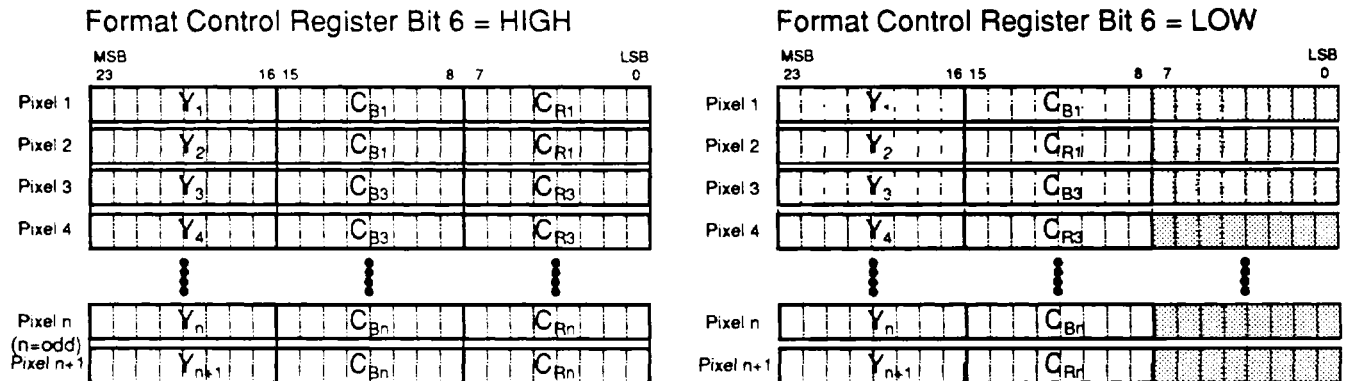 Format Control Register Bit 6 = HIGH
MSB LSB
23 16 15 8 7 0
Pixel 1 Y1 CB1 CR1
Pixel 2 Y2 CB1 CR1
Pixel 3 Y3 CB3 CR3
Pixel 4 Y4 CB3 CR3
Pixel n Yn CBn CRn
(n=odd)
Pixel n+1 Yn+1 CBn CRn
Format Control Register Bit 6 = LOW
MSB LSB
23 16 15 8 7 0
Pixel 1 Y1 CB1
Pixel 2 Y2 CR1
Pixel 3 Y3 CB3
Pixel 4 Y4 CR3
Pixel n Yn CBn
Pixel n+1 Yn+1 CRn